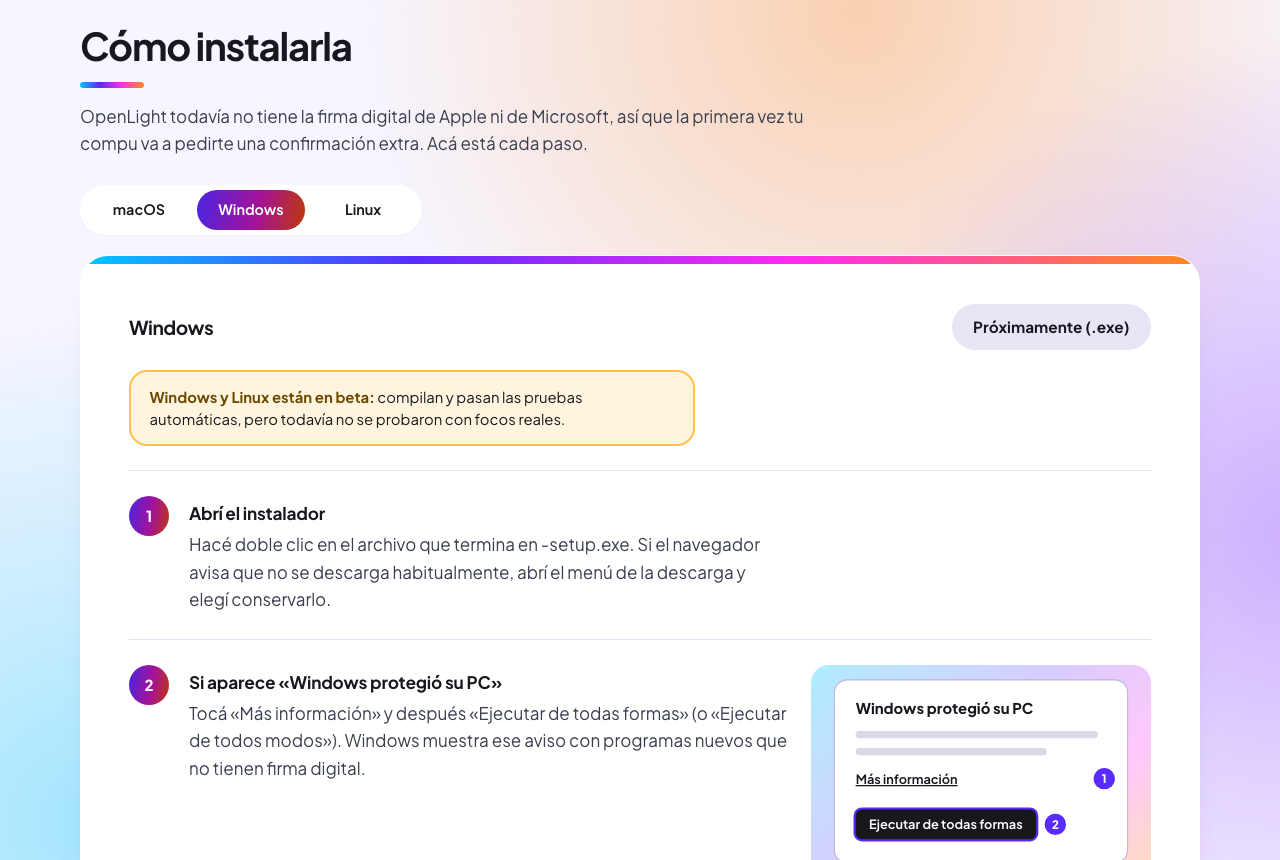 Cómo instalarla
OpenLight todavía no tiene la firma digital de Apple ni de Microsoft, así que la primera vez tu
compu va a pedirte una confirmación extra. Acá está cada paso.
macOS
Windows
Linux
Windows
Próximamente (.exe)
Windows y Linux están en beta: compilan y pasan las pruebas
automáticas, pero todavía no se probaron con focos reales.
1
Abrí el instalador
Hacé doble clic en el archivo que termina en -setup.exe. Si el navegador
avisa que no se descarga habitualmente, abrí el menú de la descarga y
elegí conservarlo.
2
Si aparece «Windows protegió su PC»
Tocá «Más información» y después «Ejecutar de todas formas» (o «Ejecutar
de todos modos»). Windows muestra ese aviso con programas nuevos que
no tienen firma digital.
Windows protegió su PC
Más información
1
Ejecutar de todas formas
2